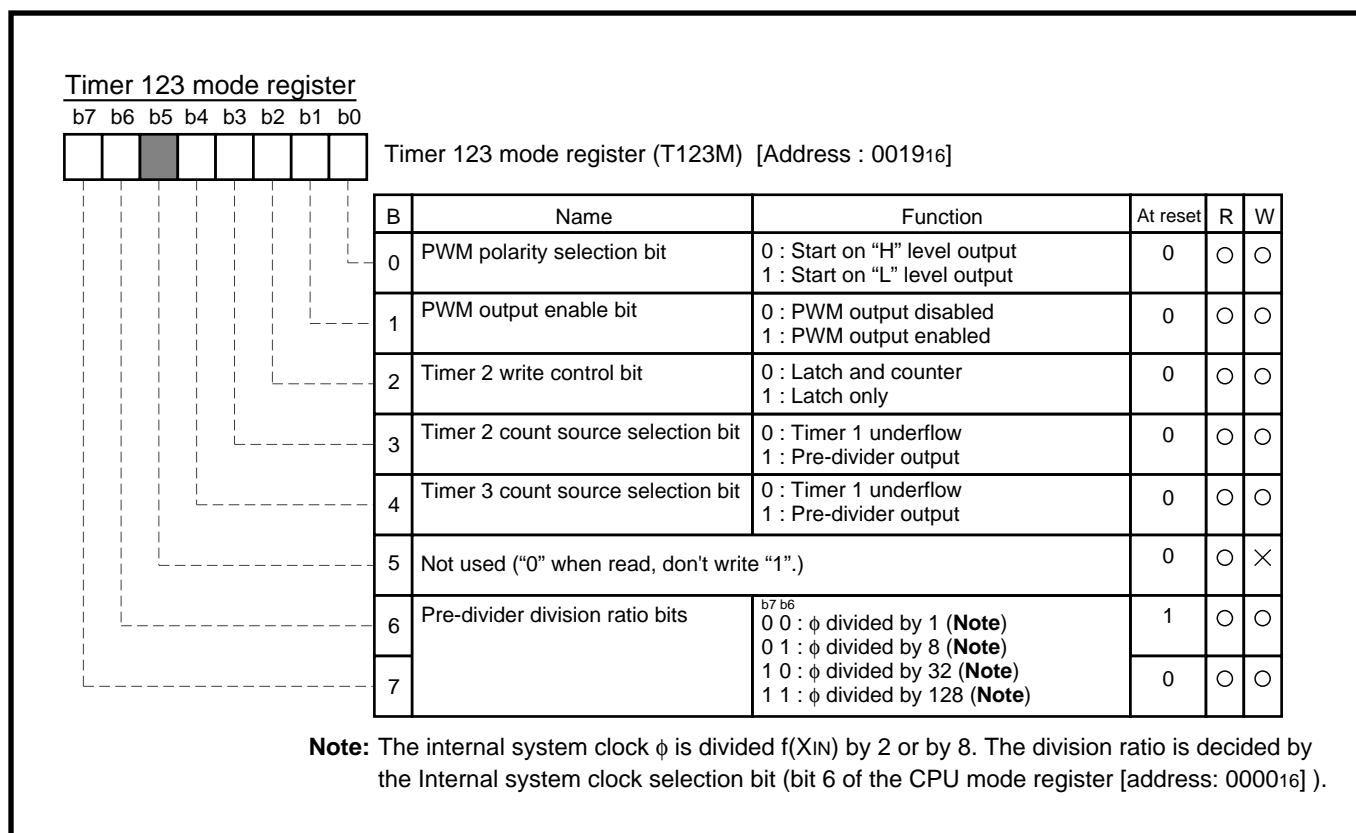 Timer 123 mode register
b7 b6 b5 b4 b3 b2 b1 b0
Timer 123 mode register (T123M) [Address : 001916]
B Name Function At reset R W
0 PWM polarity selection bit 0 : Start on “H” level output 0 ○ ○
1 : Start on “L” level output
1 PWM output enable bit 0 : PWM output disabled 0 ○ ○
1 : PWM output enabled
2 Timer 2 write control bit 0 : Latch and counter 0 ○ ○
1 : Latch only
3 Timer 2 count source selection bit 0 : Timer 1 underflow 0 ○ ○
1 : Pre-divider output
4 Timer 3 count source selection bit 0 : Timer 1 underflow 0 ○ ○
1 : Pre-divider output
5 Not used (“0” when read, don't write “1”.) 0 ○ ×
6 Pre-divider division ratio bits b7 b6 1 ○ ○
0 0 : ϕ divided by 1 (Note)
0 1 : ϕ divided by 8 (Note)
7 1 0 : ϕ divided by 32 (Note) 0 ○ ○
1 1 : ϕ divided by 128 (Note)
Note: The internal system clock ϕ is divided f(XIN) by 2 or by 8. The division ratio is decided by
the Internal system clock selection bit (bit 6 of the CPU mode register [address: 000016] ).